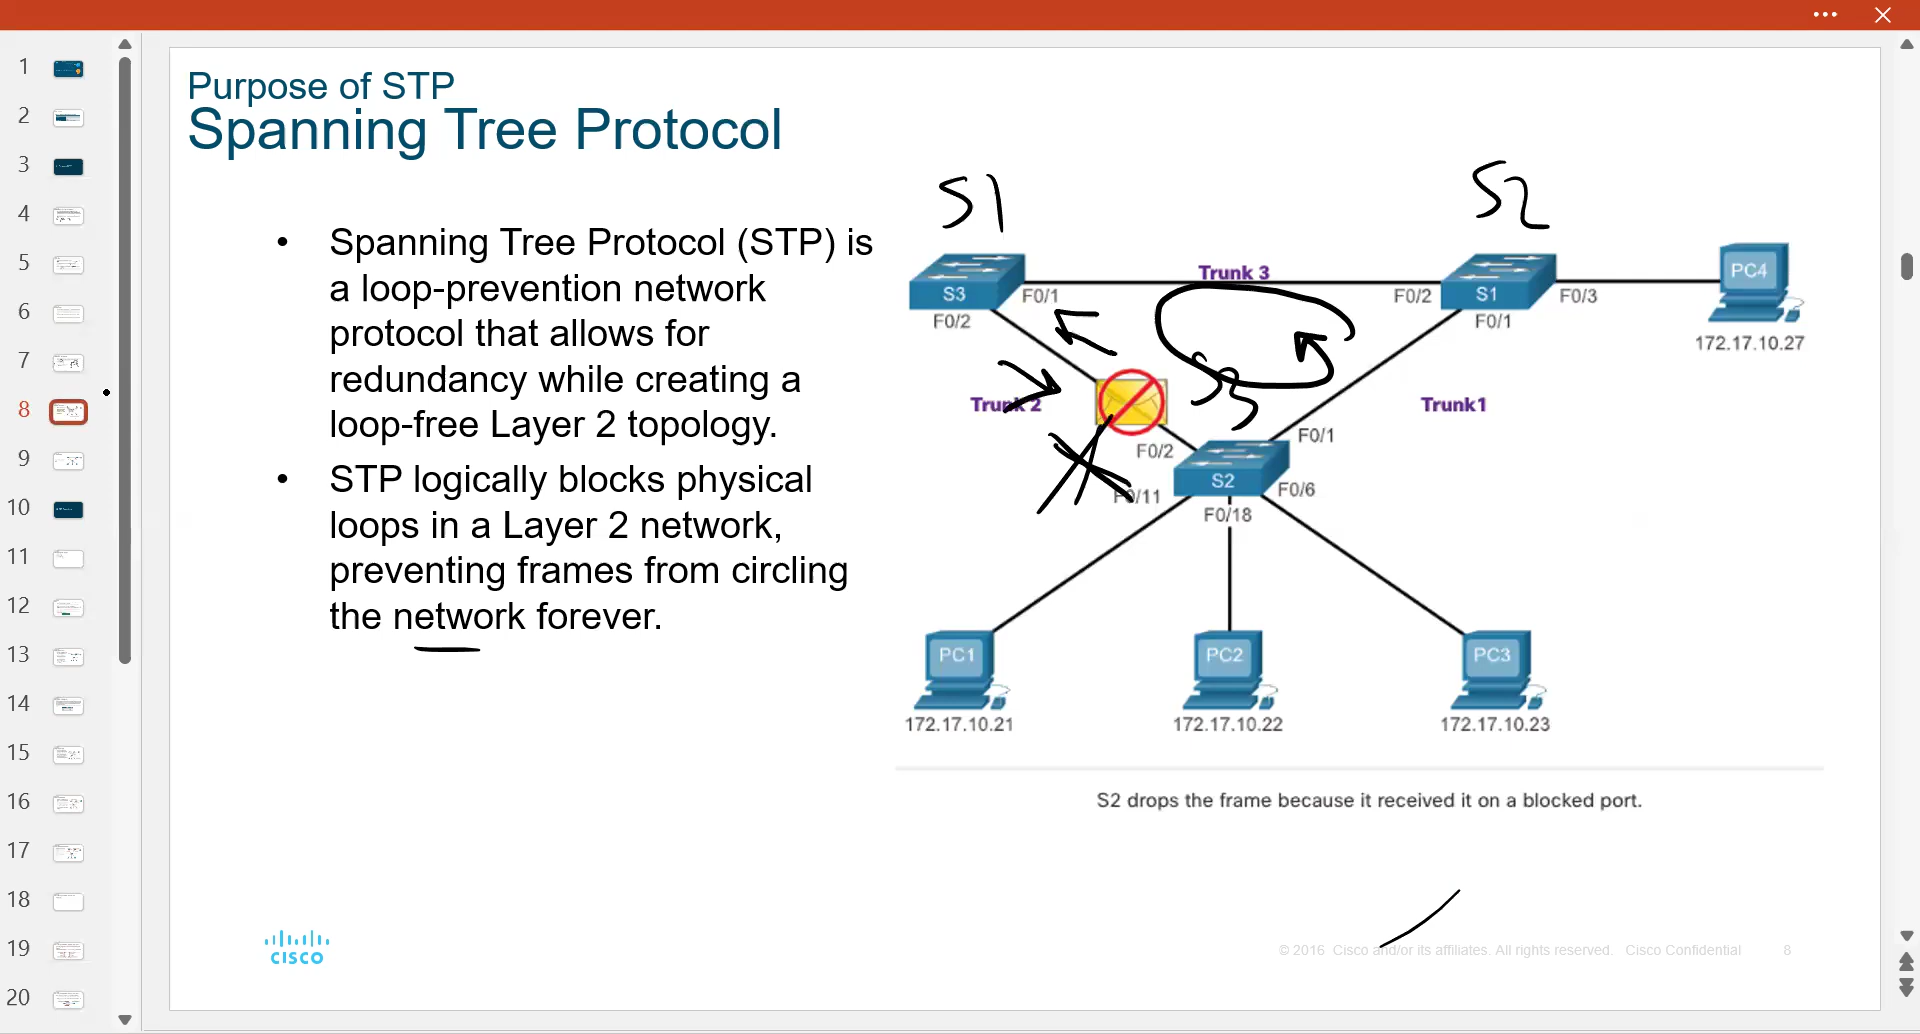 1
2
3
4
5
6
7
8
9
10
11
12
13
14
15
16
17
18
19
20
Purpose of STP
Spanning Tree Protocol
• Spanning Tree Protocol (STP) is
a loop-prevention network
protocol that allows for
redundancy while creating a
loop-free Layer 2 topology.
• STP logically blocks physical
loops in a Layer 2 network,
preventing frames from circling
the network forever.
S1
S2
Trunk 3
S3
F0/1
F0/2
S1
F0/3
PC4
F0/2
F0/1
172.17.10.27
S3
Trunk 2
Trunk1
F0/1
F0/2
S2
F0/11
F0/6
F0/18
PC1
PC2
PC3
172.17.10.21
172.17.10.22
172.17.10.23
S2 drops the frame because it received it on a blocked port.
CISCO
© 2016 Cisco and/or its affiliates. All rights reserved. Cisco Confidential
8